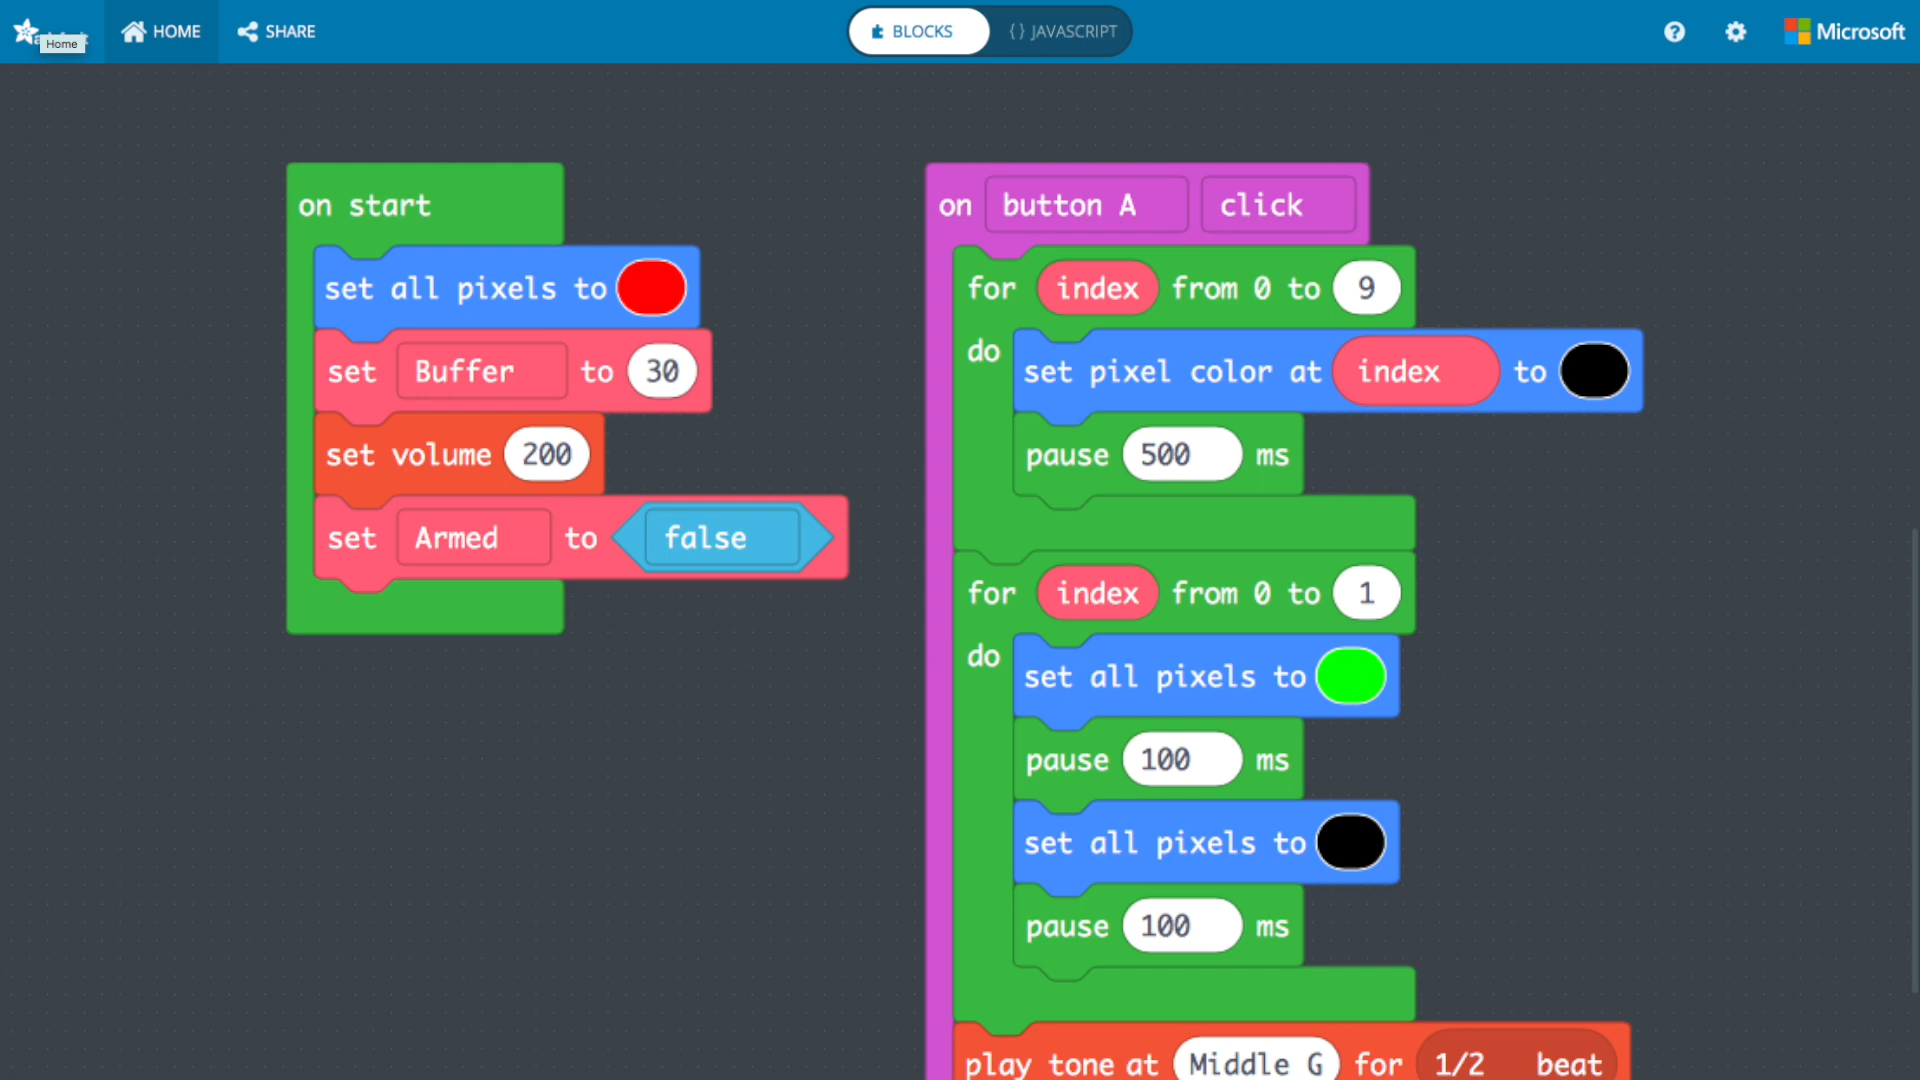 Home
HOME
SHARE
BLOCKS
{ } JAVASCRIPT
Microsoft
on start
set all pixels to
set Buffer to 30
set volume 200
set Armed to false
on button A click
for index from 0 to 9
do
set pixel color at index to
pause 500 ms
for index from 0 to 1
do
set all pixels to
pause 100 ms
set all pixels to
pause 100 ms
play tone at Middle G for 1/2 beat